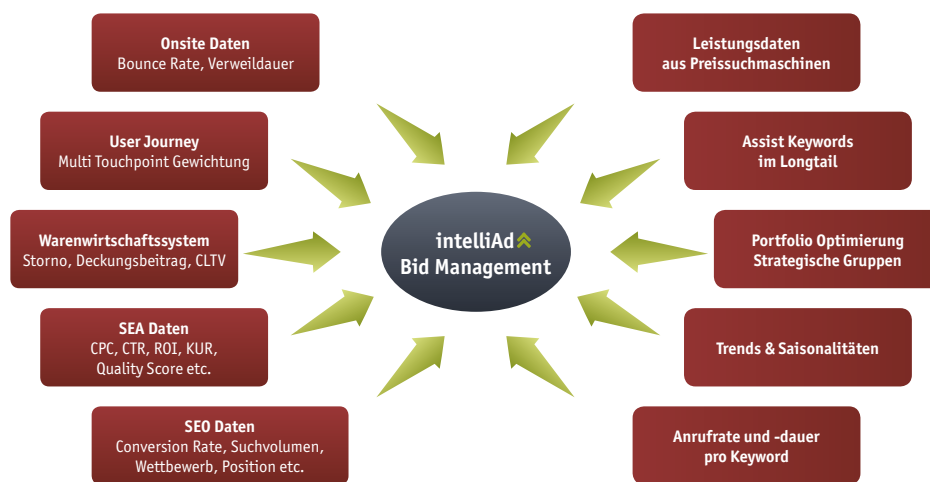 Onsite Daten
Bounce Rate, Verweildauer
User Journey
Multi Touchpoint Gewichtung
Warenwirtschaftssystem
Storno, Deckungsbeitrag, CLTV
SEA Daten
CPC, CTR, ROI, KUR,
Quality Score etc.
SEO Daten
Conversion Rate, Suchvolumen,
Wettbewerb, Position etc.
intelliAd
Bid Management
Leistungsdaten
aus Preissuchmaschinen
Assist Keywords
im Longtail
Portfolio Optimierung
Strategische Gruppen
Trends & Saisonalitäten
Anrufrate und -dauer
pro Keyword